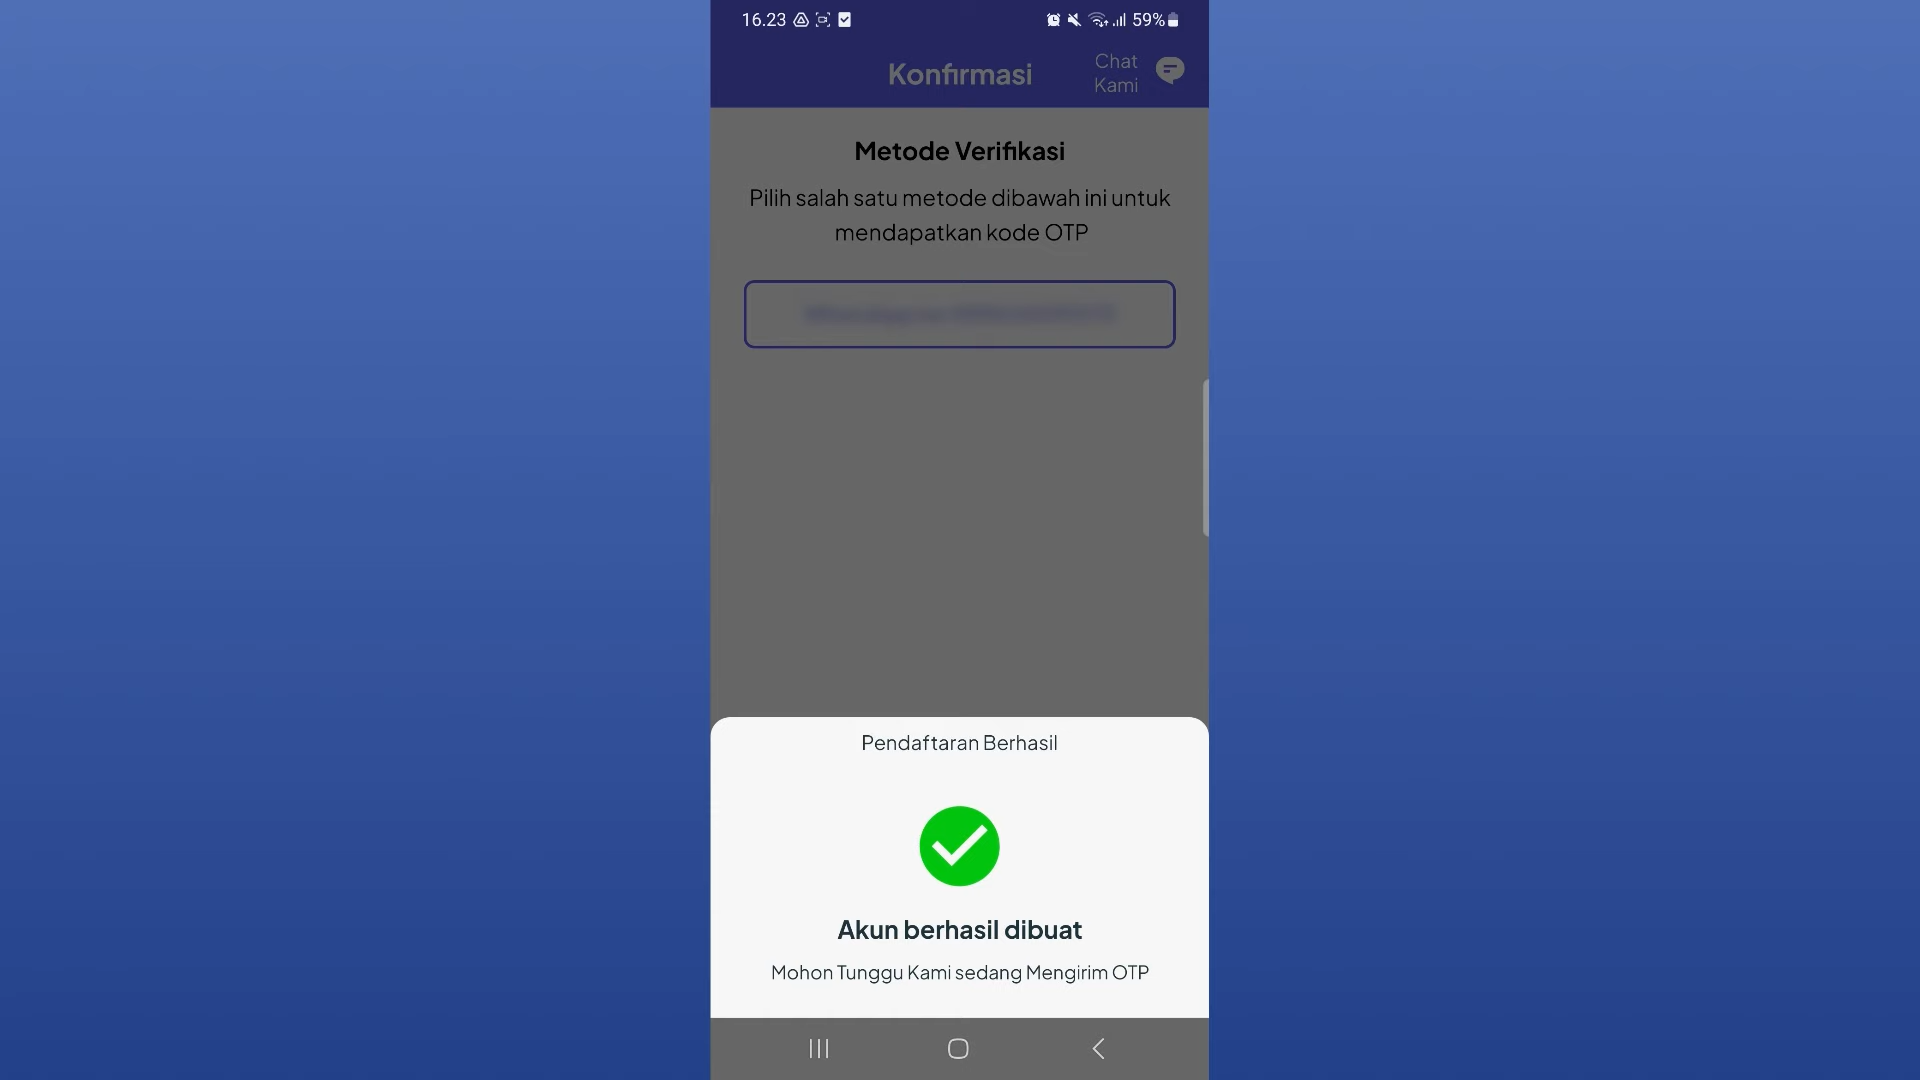 16.23
59%
Konfirmasi
Chat
Kami
Metode Verifikasi
Pilih salah satu metode dibawah ini untuk
mendapatkan kode OTP
Pendaftaran Berhasil
Akun berhasil dibuat
Mohon Tunggu Kami sedang Mengirim OTP